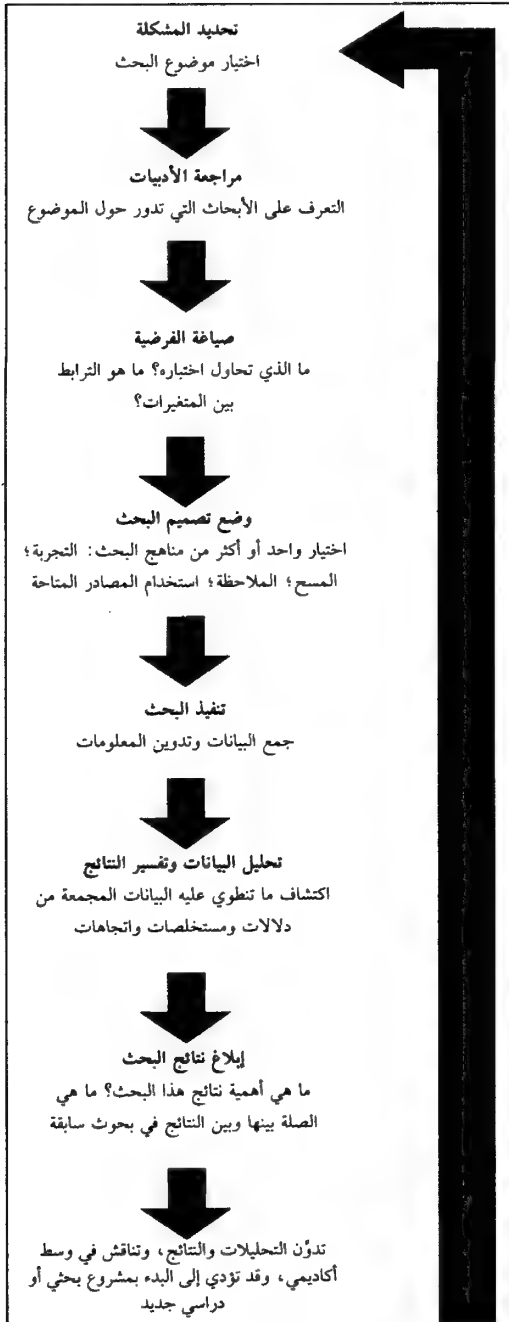 تحديد المشكلة
اختيار موضوع البحث
مراجعة الأدبيات
التعرف على الأبحاث التي تدور حول الموضوع
صياغة الفرضية
ما الذي تحاول اختباره؟ ما هو الترابط
بين المتغيرات؟
وضع تصميم البحث
اختيار واحد أو أكثر من مناهج البحث: التجربة؛
المسح؛ الملاحظة؛ استخدام المصادر المتاحة
تنفيذ البحث
جمع البيانات وتدوين المعلومات
تحليل البيانات وتفسير النتائج
اكتشاف ما تنطوي عليه البيانات المجمعة من
دلالات ومستخلصات واتجاهات
إبلاغ نتائج البحث
ما هي أهمية نتائج هذا البحث؟ ما هي
الصلة بينها وبين النتائج في بحوث سابقة
تدوَّن التحليلات والنتائج، وتناقش في وسط
أكاديمي، وقد تؤدي إلى البدء بمشروع بحثي أو
دراسي جديد